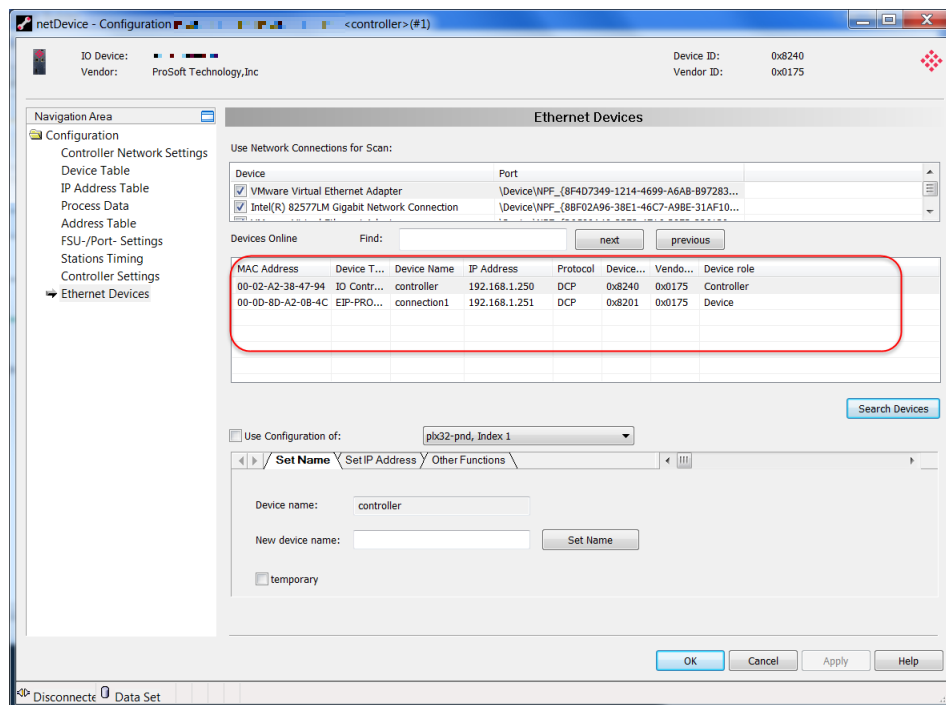 netDevice - Configuration <controller>(#1)
IO Device:
Device ID: 0x8240
Vendor: ProSoft Technology,Inc
Vendor ID: 0x0175
Navigation Area
Configuration
Controller Network Settings
Device Table
IP Address Table
Process Data
Address Table
FSU-/Port- Settings
Stations Timing
Controller Settings
Ethernet Devices
Ethernet Devices
Use Network Connections for Scan:
Device Port
VMware Virtual Ethernet Adapter \Device\NPF_{8F4D7349-1214-4699-A6AB-B97283...
Intel(R) 82577LM Gigabit Network Connection \Device\NPF_{8BF02A96-38E1-46C7-A9BE-31AF10...
Devices Online Find: next previous
MAC Address Device T... Device Name IP Address Protocol Device... Vendo... Device role
00-02-A2-38-47-94 IO Contr... controller 192.168.1.250 DCP 0x8240 0x0175 Controller
00-0D-8D-A2-0B-4C EIP-PRO... connection1 192.168.1.251 DCP 0x8201 0x0175 Device
Search Devices
Use Configuration of: plx32-pnd, Index 1
Set Name Set IP Address Other Functions
Device name: controller
New device name: Set Name
temporary
OK Cancel Apply Help
Disconnecte Data Set